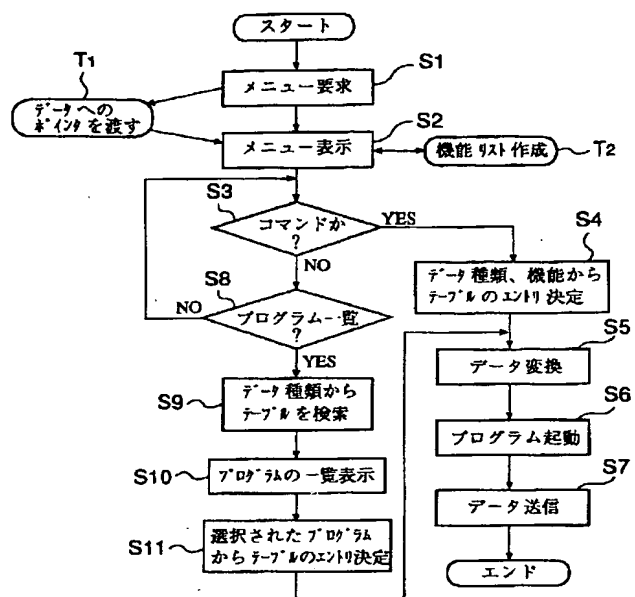 スタート
S1
メニュー要求
T1
データへの
ポインタを渡す
S2
メニュー表示
機能リスト作成
T2
S3
コマンドか
?
YES
NO
S4
データ種類、機能から
テーブルのエントリ決定
S8
プログラム一覧
?
NO
YES
S5
データ変換
S9
データ種類から
テーブルを検索
S6
プログラム起動
S10
プログラムの一覧表示
S7
データ送信
S11
選択されたプログラム
からテーブルのエントリ決定
エンド